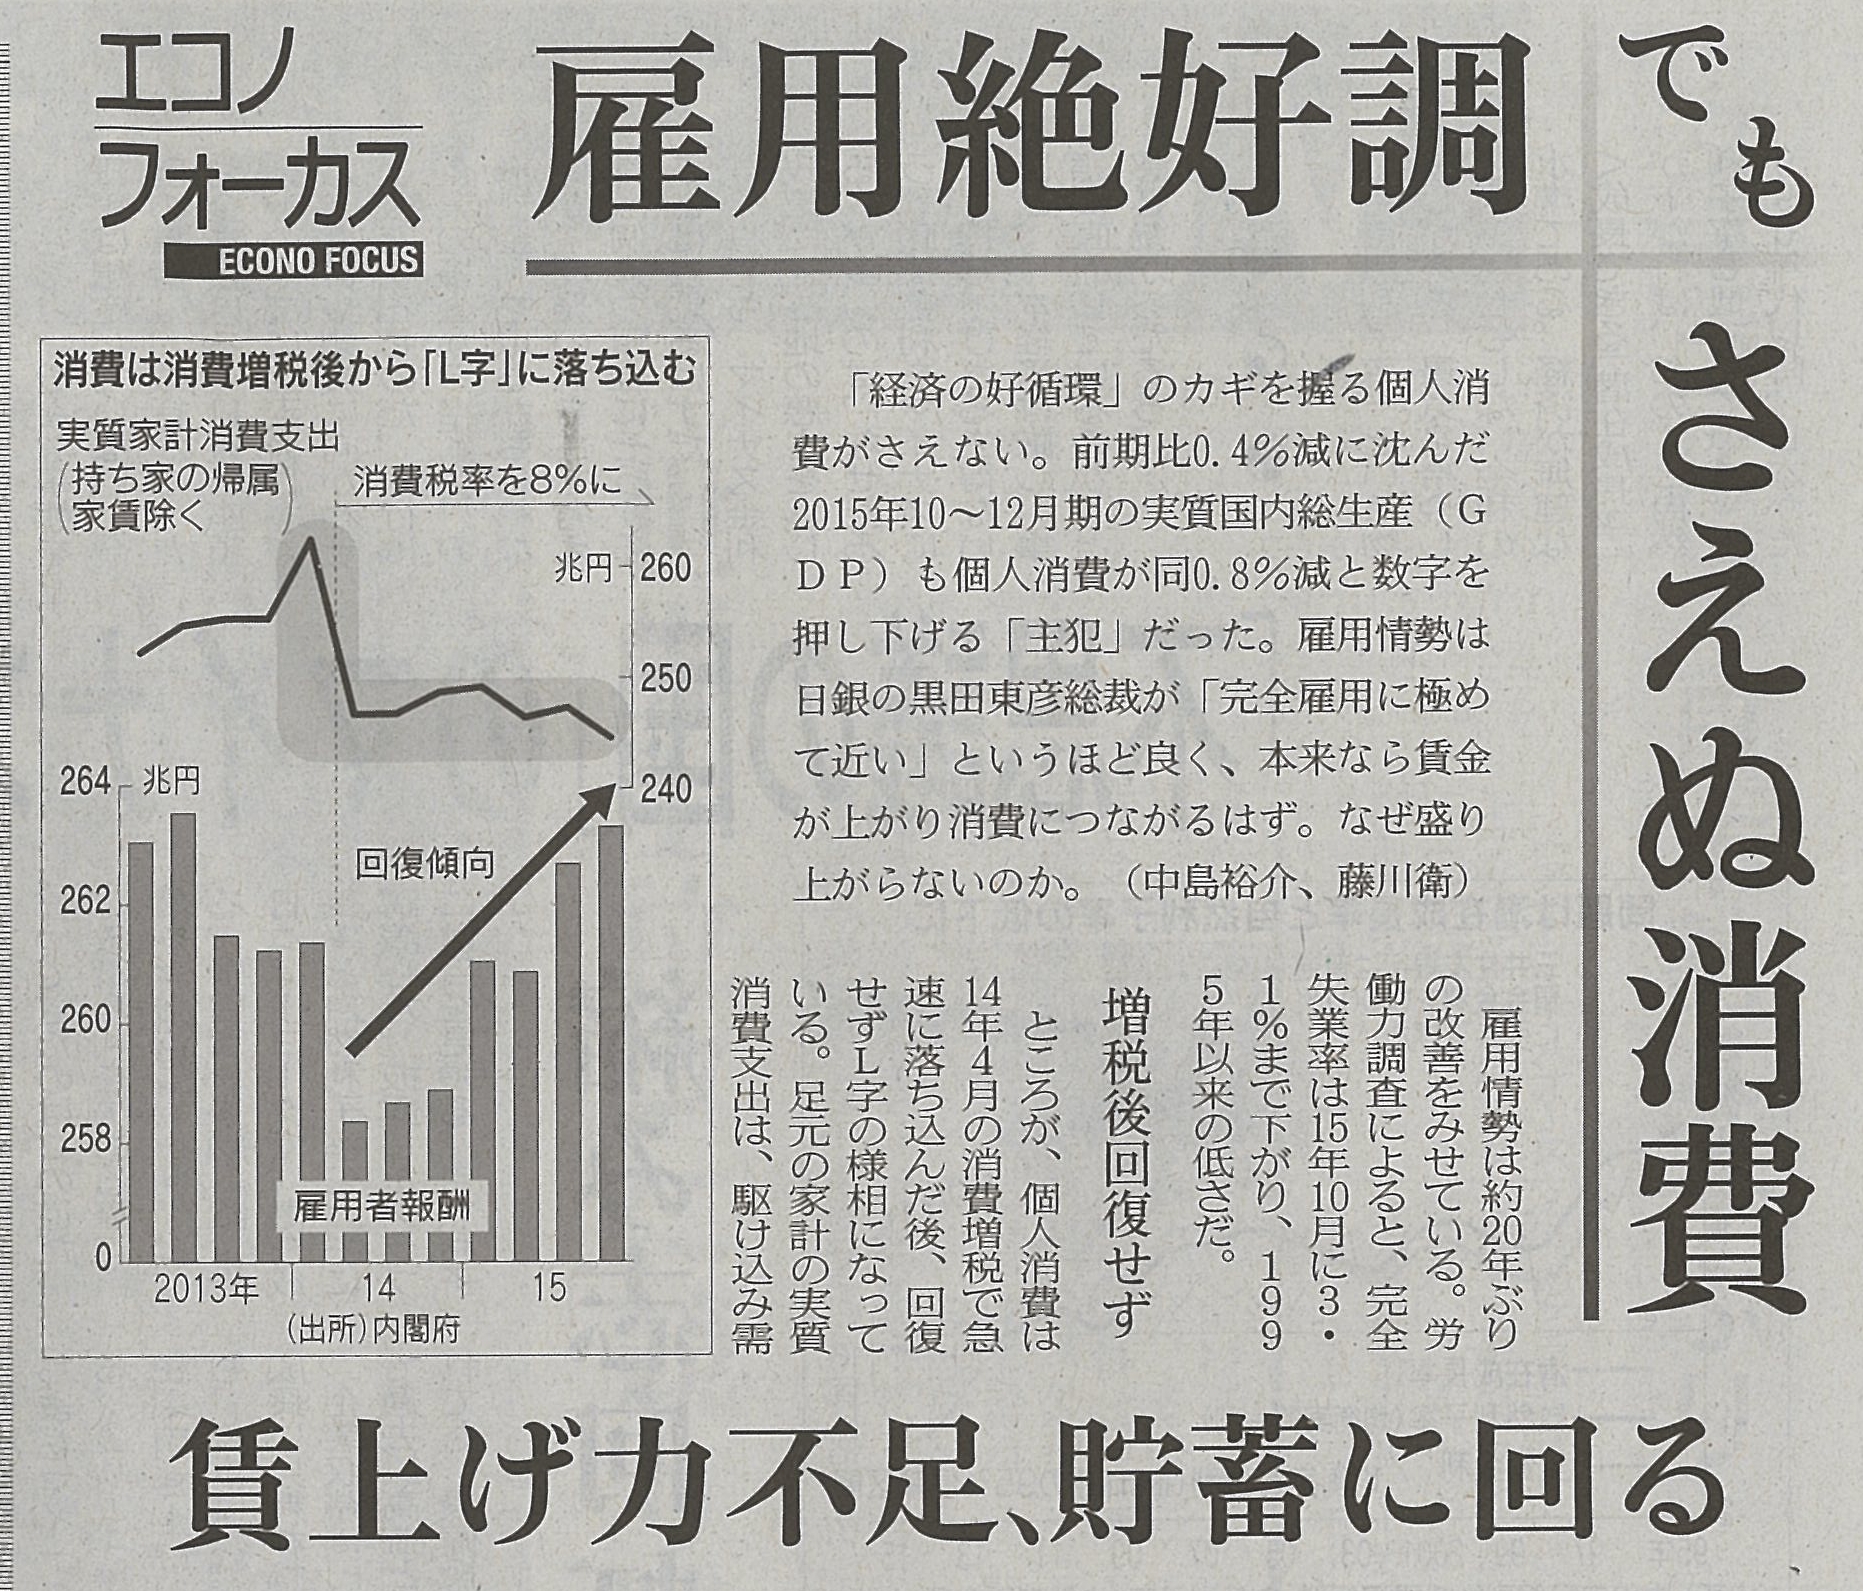 エコノ
フォーカス
ECONO FOCUS
雇用絶好調
でも
さえぬ消費
消費は消費増税後から「L字」に落ち込む
実質家計消費支出
(持ち家の帰属
家賃除く)
消費税率を8%に
兆円
260
250
240
264 兆円
262
260
258
0
回復傾向
雇用者報酬
2013年 14 15
(出所)内閣府
「経済の好循環」のカギを握る個人消
費がさえない。前期比0.4%減に沈んだ
2015年10〜12月期の実質国内総生産(G
DP)も個人消費が同0.8%減と数字を
押し下げる「主犯」だった。雇用情勢は
日銀の黒田東彦総裁が「完全雇用に極め
て近い」というほど良く、本来なら賃金
が上がり消費につながるはず。なぜ盛り
上がらないのか。(中島裕介、藤川衛)
雇用情勢は約20年ぶり
の改善をみせている。労
働力調査によると、完全
失業率は15年10月に3・
1%まで下がり、199
5年以来の低さだ。
増税後回復せず
ところが、個人消費は
14年4月の消費増税で急
速に落ち込んだ後、回復
せずL字の様相になって
いる。足元の家計の実質
消費支出は、駆け込み需
賃上げ力不足、貯蓄に回る